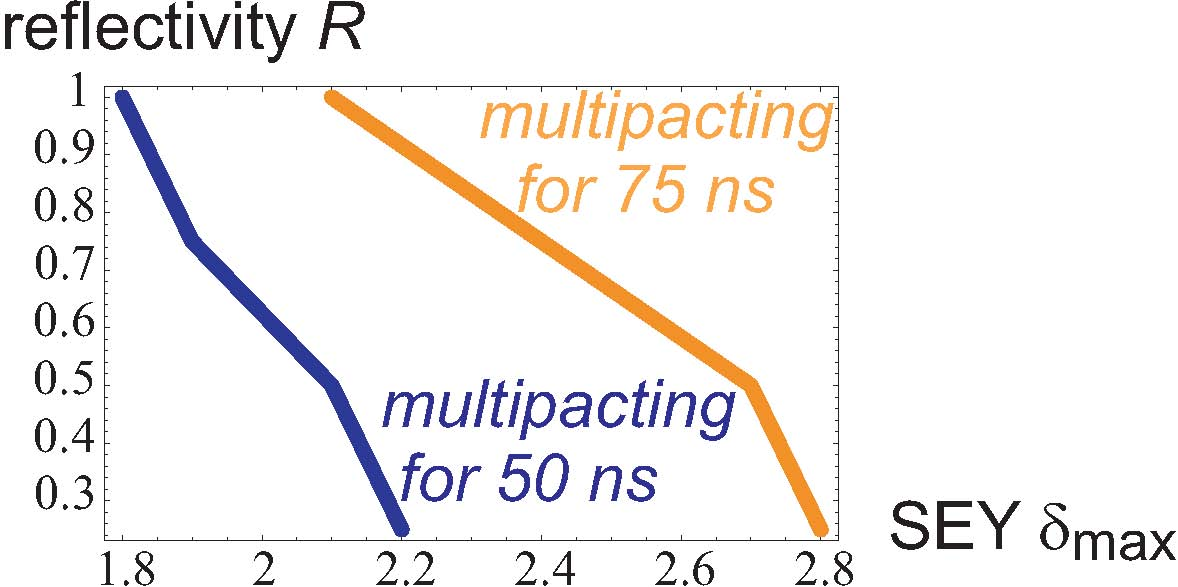 reflectivity R
1
0.9
0.8
0.7
0.6
0.5
0.4
0.3
multipacting
for 75 ns
multipacting
for 50 ns
1.8 2 2.2 2.4 2.6 2.8
SEY δmax